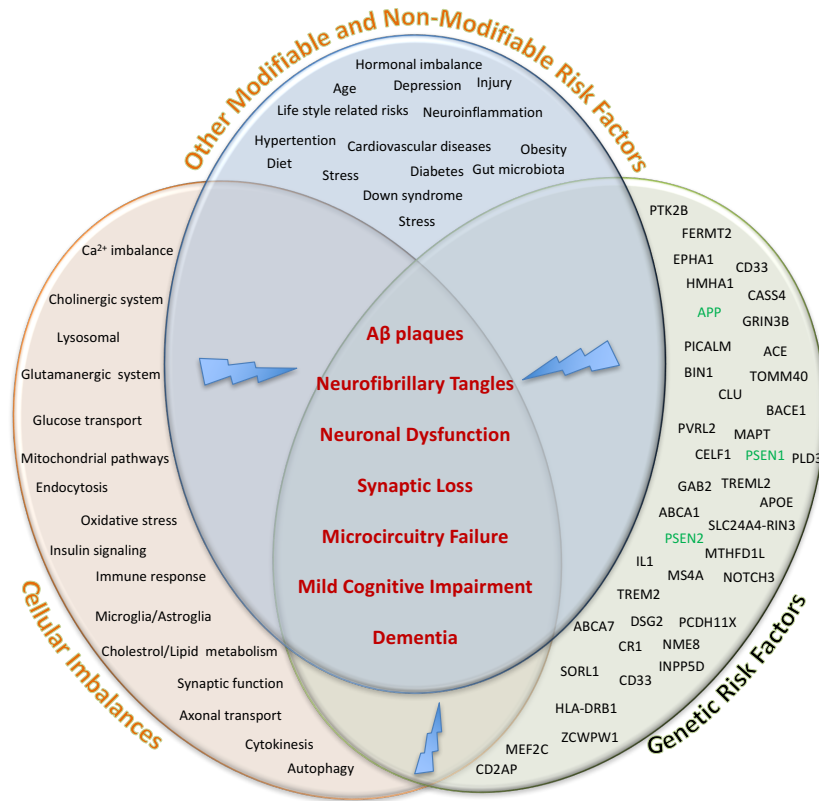 Other Modifiable and Non-Modifiable Risk Factors
Hormonal imbalance
Age
Depression
Injury
Life style related risks
Neuroinflammation
Hypertention
Cardiovascular diseases
Obesity
Diet
Stress
Diabetes
Gut microbiota
Down syndrome
Stress
Cellular Imbalances
Ca²⁺ imbalance
Cholinergic system
Lysosomal
Glutamanergic system
Glucose transport
Mitochondrial pathways
Endocytosis
Oxidative stress
Insulin signaling
Immune response
Microglia/Astroglia
Cholestrol/Lipid metabolism
Synaptic function
Axonal transport
Cytokinesis
Autophagy
Aβ plaques
Neurofibrillary Tangles
Neuronal Dysfunction
Synaptic Loss
Microcircuitry Failure
Mild Cognitive Impairment
Dementia
Genetic Risk Factors
PTK2B
FERMT2
EPHA1
CD33
HMHA1
CASS4
APP
GRIN3B
PICALM
ACE
BIN1
TOMM40
CLU
BACE1
PVRL2
MAPT
CELF1
PSEN1
PLD3
GAB2
TREML2
APOE
ABCA1
SLC24A4-RIN3
PSEN2
MTHFD1L
IL1
MS4A
NOTCH3
TREM2
ABCA7
DSG2
PCDH11X
CR1
NME8
SORL1
INPP5D
CD33
HLA-DRB1
ZCWPW1
MEF2C
CD2AP